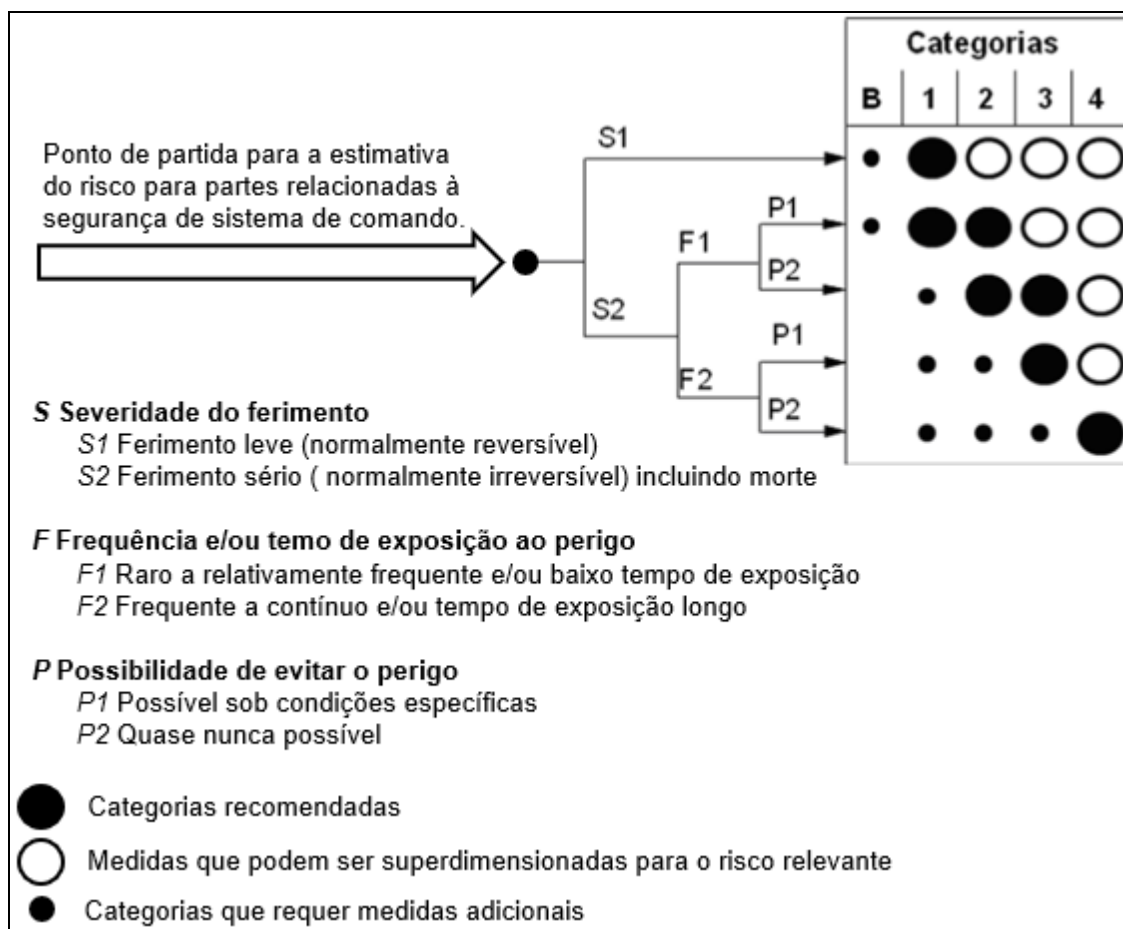 Categorias
B 1 2 3 4
Ponto de partida para a estimativa
do risco para partes relacionadas à
segurança de sistema de comando.
S1
S2
F1
P1
P2
F2
P1
P2
S Severidade do ferimento
S1 Ferimento leve (normalmente reversível)
S2 Ferimento sério ( normalmente irreversível) incluindo morte
F Frequência e/ou temo de exposição ao perigo
F1 Raro a relativamente frequente e/ou baixo tempo de exposição
F2 Frequente a contínuo e/ou tempo de exposição longo
P Possibilidade de evitar o perigo
P1 Possível sob condições específicas
P2 Quase nunca possível
Categorias recomendadas
Medidas que podem ser superdimensionadas para o risco relevante
Categorias que requer medidas adicionais